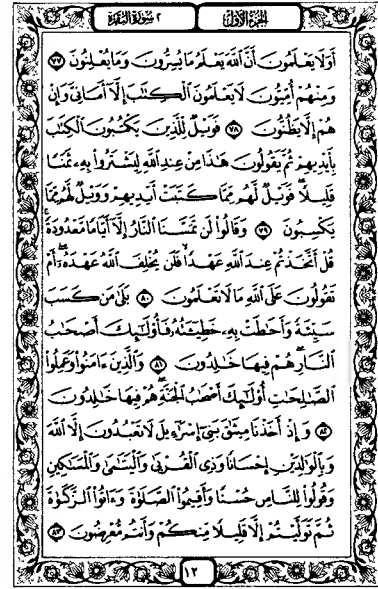 الجزء الأول
٢ سورة البقرة
أَوَلَا يَعْلَمُونَ أَنَّ ٱللَّهَ يَعْلَمُ مَا يُسِرُّونَ وَمَا يُعْلِنُونَ ٧٧
وَمِنْهُمْ أُمِّيُّونَ لَا يَعْلَمُونَ ٱلْكِتَٰبَ إِلَّآ أَمَانِىَّ وَإِنْ
هُمْ إِلَّا يَظُنُّونَ ٧٨ فَوَيْلٌ لِّلَّذِينَ يَكْتُبُونَ ٱلْكِتَٰبَ
بِأَيْدِيهِمْ ثُمَّ يَقُولُونَ هَٰذَا مِنْ عِندِ ٱللَّهِ لِيَشْتَرُوا۟ بِهِۦ ثَمَنًا
قَلِيلًا ۖ فَوَيْلٌ لَّهُم مِّمَّا كَتَبَتْ أَيْدِيهِمْ وَوَيْلٌ لَّهُم مِّمَّا
يَكْسِبُونَ ٧٩ وَقَالُوا۟ لَن تَمَسَّنَا ٱلنَّارُ إِلَّآ أَيَّامًا مَّعْدُودَةً ۚ
قُلْ أَتَّخَذْتُمْ عِندَ ٱللَّهِ عَهْدًا فَلَن يُخْلِفَ ٱللَّهُ عَهْدَهُۥٓ ۖ أَمْ
تَقُولُونَ عَلَى ٱللَّهِ مَا لَا تَعْلَمُونَ ٨٠ بَلَىٰ مَن كَسَبَ
سَيِّئَةً وَأَحَٰطَتْ بِهِۦ خَطِيٓـَٔتُهُۥ فَأُو۟لَٰٓئِكَ أَصْحَٰبُ
ٱلنَّارِ ۖ هُمْ فِيهَا خَٰلِدُونَ ٨١ وَٱلَّذِينَ ءَامَنُوا۟ وَعَمِلُوا۟
ٱلصَّٰلِحَٰتِ أُو۟لَٰٓئِكَ أَصْحَٰبُ ٱلْجَنَّةِ ۖ هُمْ فِيهَا خَٰلِدُونَ
٨٢ وَإِذْ أَخَذْنَا مِيثَٰقَ بَنِىٓ إِسْرَٰٓءِيلَ لَا تَعْبُدُونَ إِلَّا ٱللَّهَ
وَبِٱلْوَٰلِدَيْنِ إِحْسَانًا وَذِى ٱلْقُرْبَىٰ وَٱلْيَتَٰمَىٰ وَٱلْمَسَٰكِينِ
وَقُولُوا۟ لِلنَّاسِ حُسْنًا وَأَقِيمُوا۟ ٱلصَّلَوٰةَ وَءَاتُوا۟ ٱلزَّكَوٰةَ
ثُمَّ تَوَلَّيْتُمْ إِلَّا قَلِيلًا مِّنكُمْ وَأَنتُم مُّعْرِضُونَ ٨٣
١٢